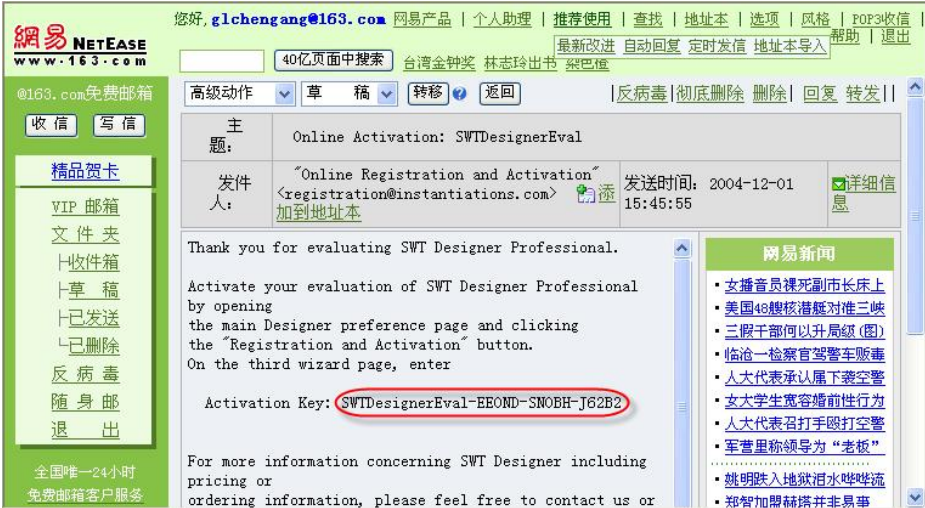 您好, glchengang@163.com 网易产品 | 个人助理 | 推荐使用 | 查找 | 地址本 | 选项 | 风格 | POP3收信 |
帮助 | 退出
最新改进 自动回复 定时发信 地址本导入
網易 NETEASE
www.163.com
40亿页面中搜索 台湾金钟奖 林志玲出书 染色橙
@163.com免费邮箱
收信 写信
高级动作 草 稿 转移 返回 |反病毒|彻底删除 删除| 回复 转发||
主题: Online Activation: SWTDesignerEval
发件人: "Online Registration and Activation"
<registration@instantiations.com> 添加到地址本
发送时间: 2004-12-01
15:45:55
详细信息
精品贺卡
VIP 邮箱
文 件 夹
├收件箱
├草 稿
├已发送
└已删除
反 病 毒
随 身 邮
退 出
全国唯一24小时
免费邮箱客户服务
Thank you for evaluating SWT Designer Professional.
Activate your evaluation of SWT Designer Professional
by opening
the main Designer preference page and clicking
the "Registration and Activation" button.
On the third wizard page, enter
Activation Key: SWTDesignerEval-EEOND-SNOBH-J62B2
For more information concerning SWT Designer including
pricing or
ordering information, please feel free to contact us or
网易新闻
女播音员裸死副市长床上
美国48艘核潜艇对准三峡
三假干部何以升局级(图)
临沧一检察官驾警车贩毒
人大代表承认属下袭空警
女大学生宽容婚前性行为
人大代表召打手殴打空警
军营里称领导为“老板”
姚明跌入地狱泪水哗哗流
郑智加盟赫塔并非易事